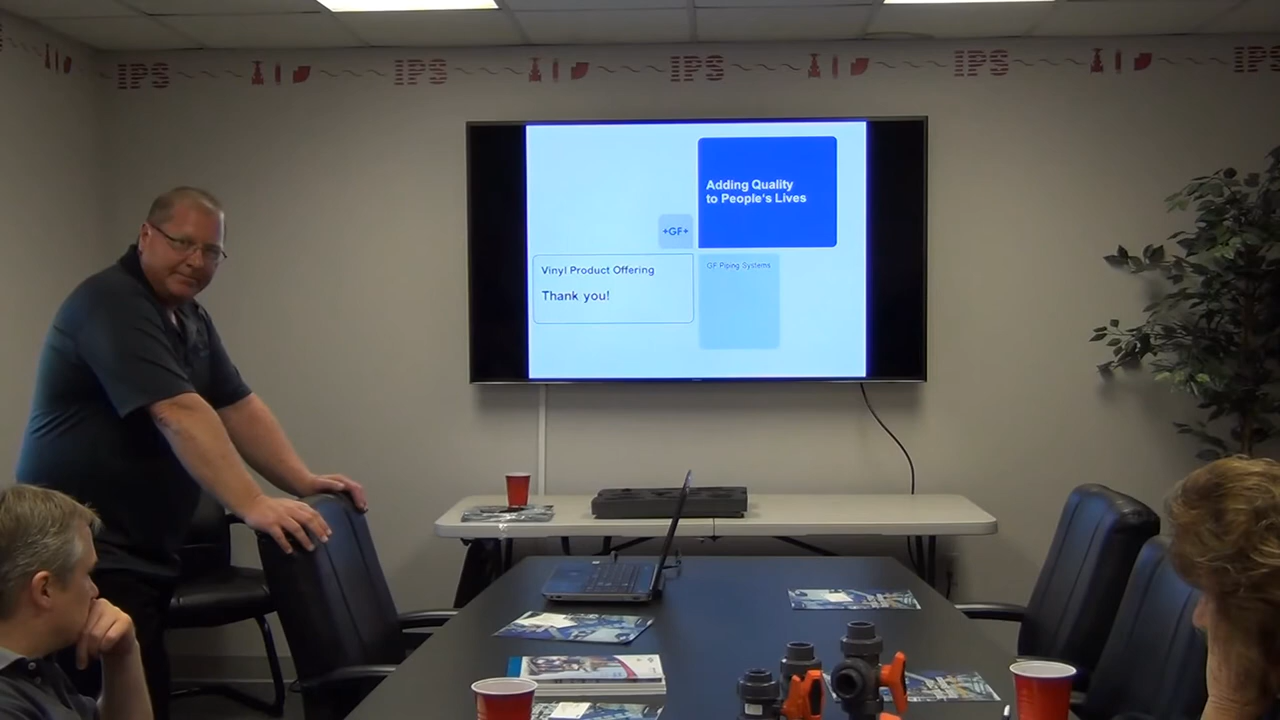 IPS IPS IPS IPS IPS
Adding Quality
to People's Lives
+GF+
Vinyl Product Offering
Thank you!
GF Piping Systems